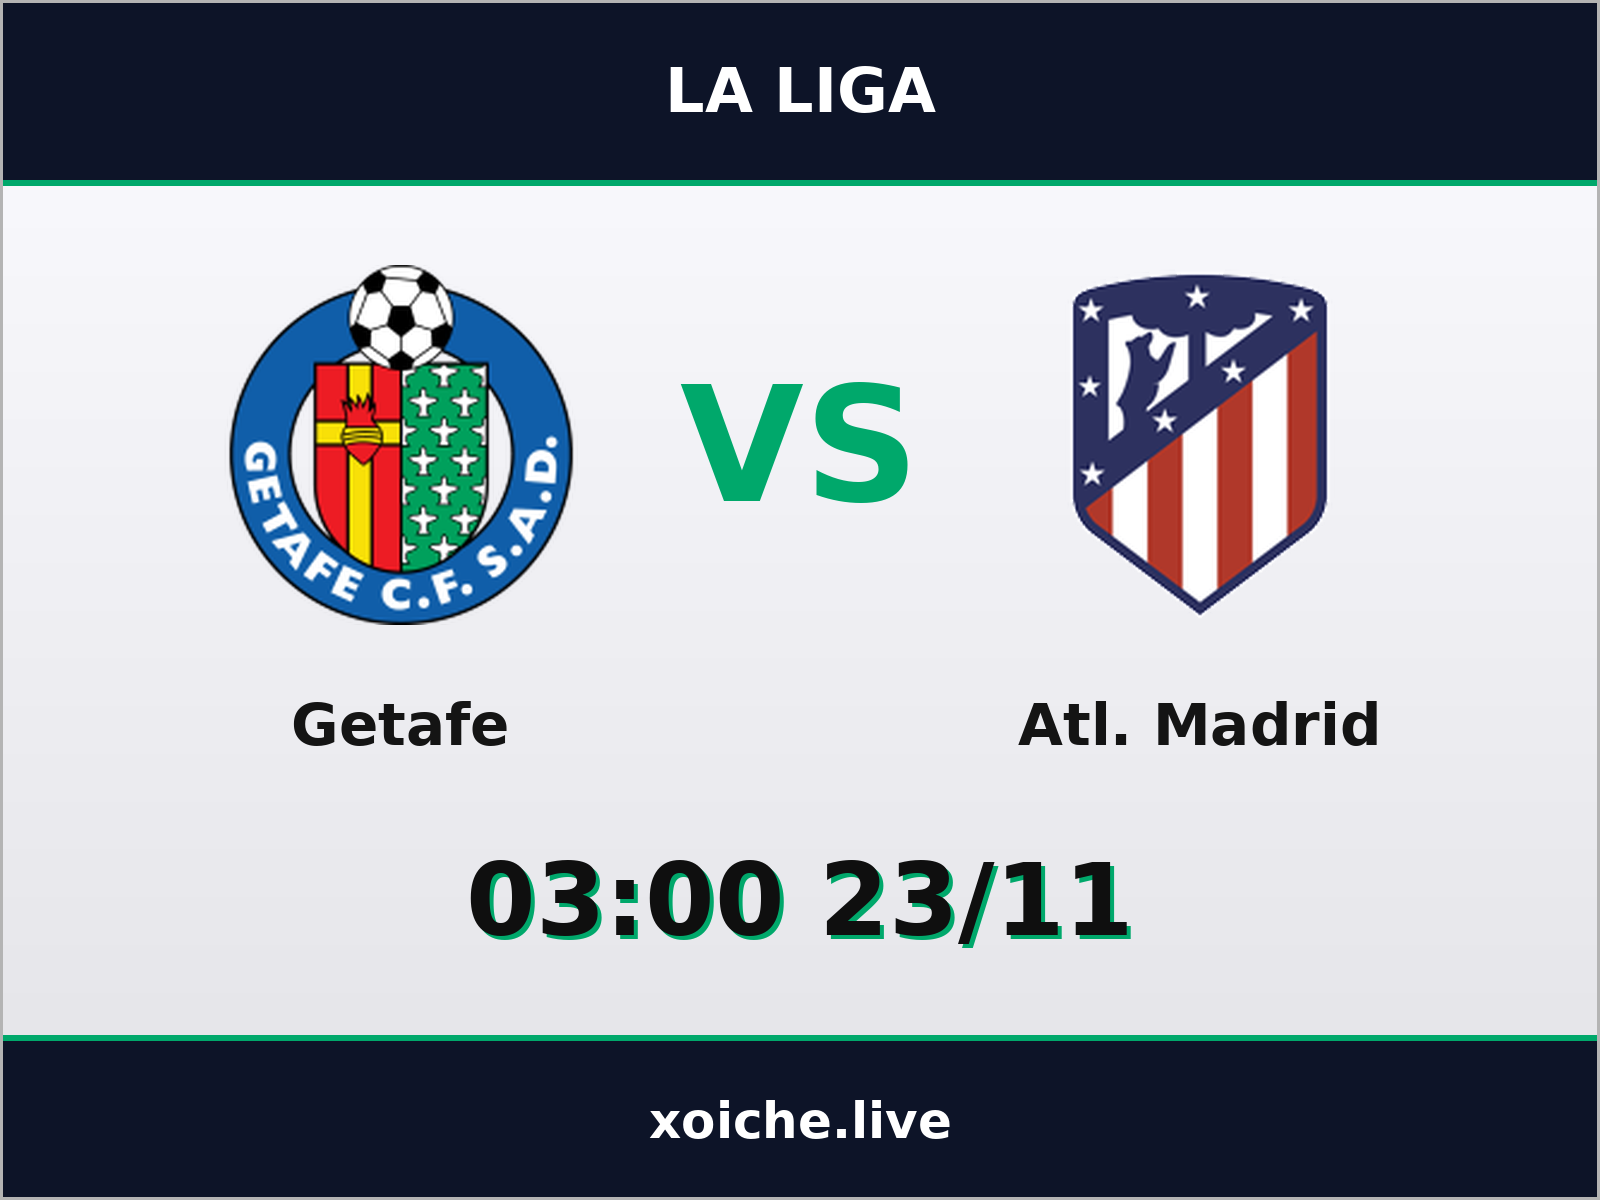 LA LIGA
GETAFE C.F. S.A.D.
VS
Getafe
Atl. Madrid
03:00 23/11
xoiche.live